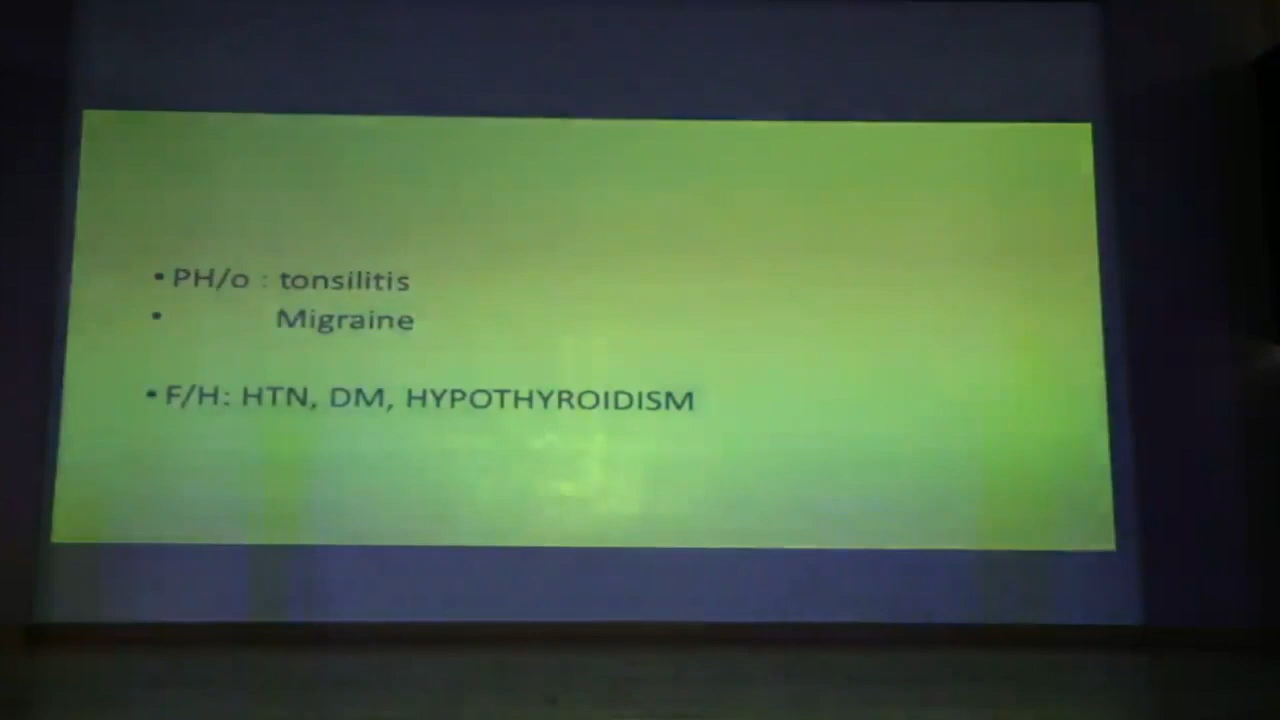 • PH/o : tonsilitis
• Migraine
• F/H: HTN, DM, HYPOTHYROIDISM